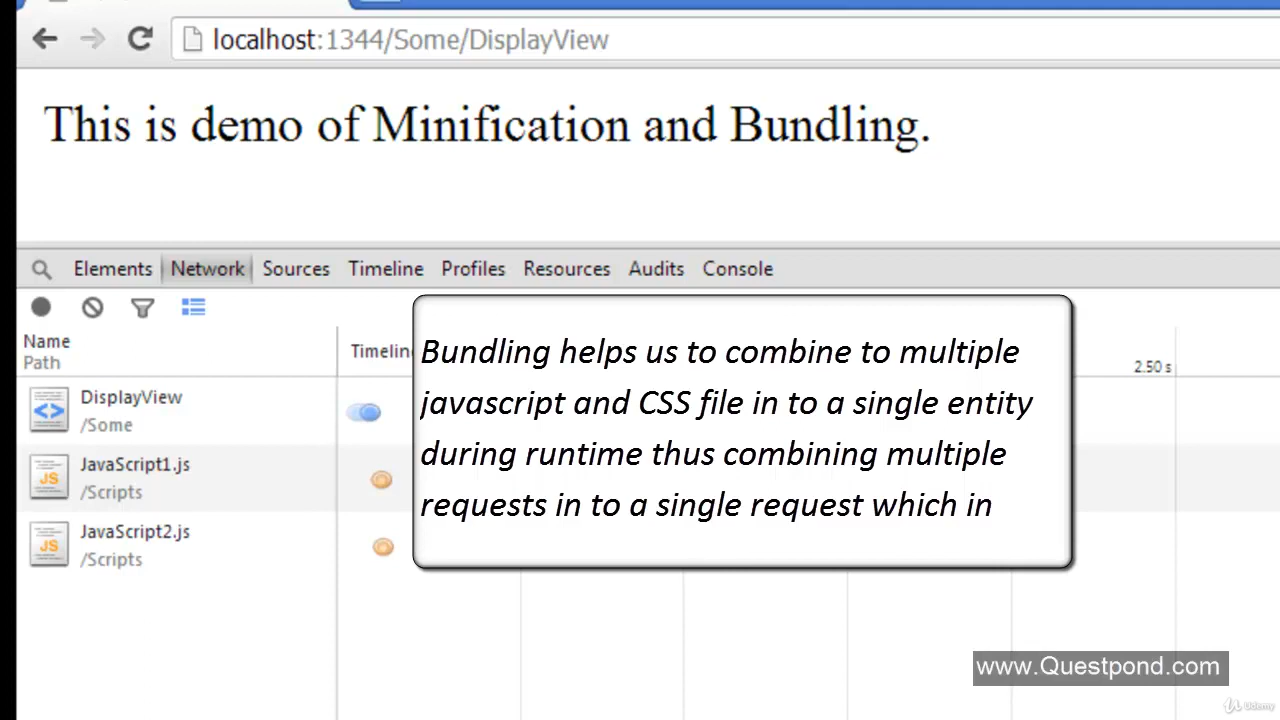 localhost:1344/Some/DisplayView
This is demo of Minification and Bundling.
Elements Network Sources Timeline Profiles Resources Audits Console
Name
Path
Timelin
2.50 s
DisplayView
/Some
JavaScript1.js
/Scripts
JavaScript2.js
/Scripts
Bundling helps us to combine to multiple
javascript and CSS file in to a single entity
during runtime thus combining multiple
requests in to a single request which in
JS
JS
www.Questpond.com
Udemy